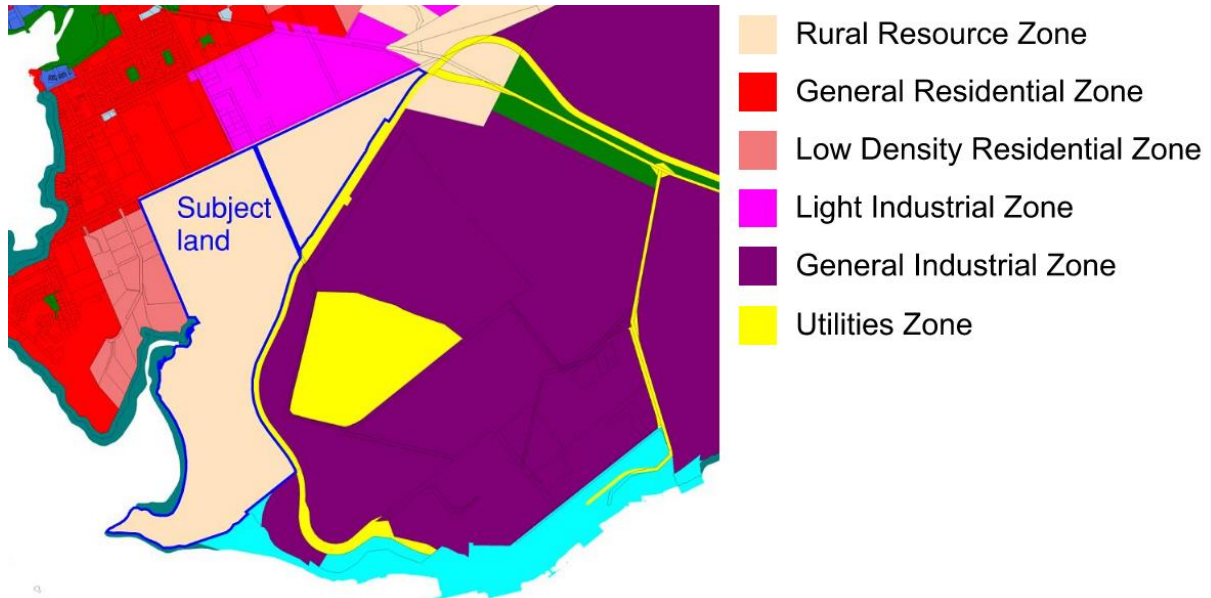 Subject
land
Rural Resource Zone
General Residential Zone
Low Density Residential Zone
Light Industrial Zone
General Industrial Zone
Utilities Zone